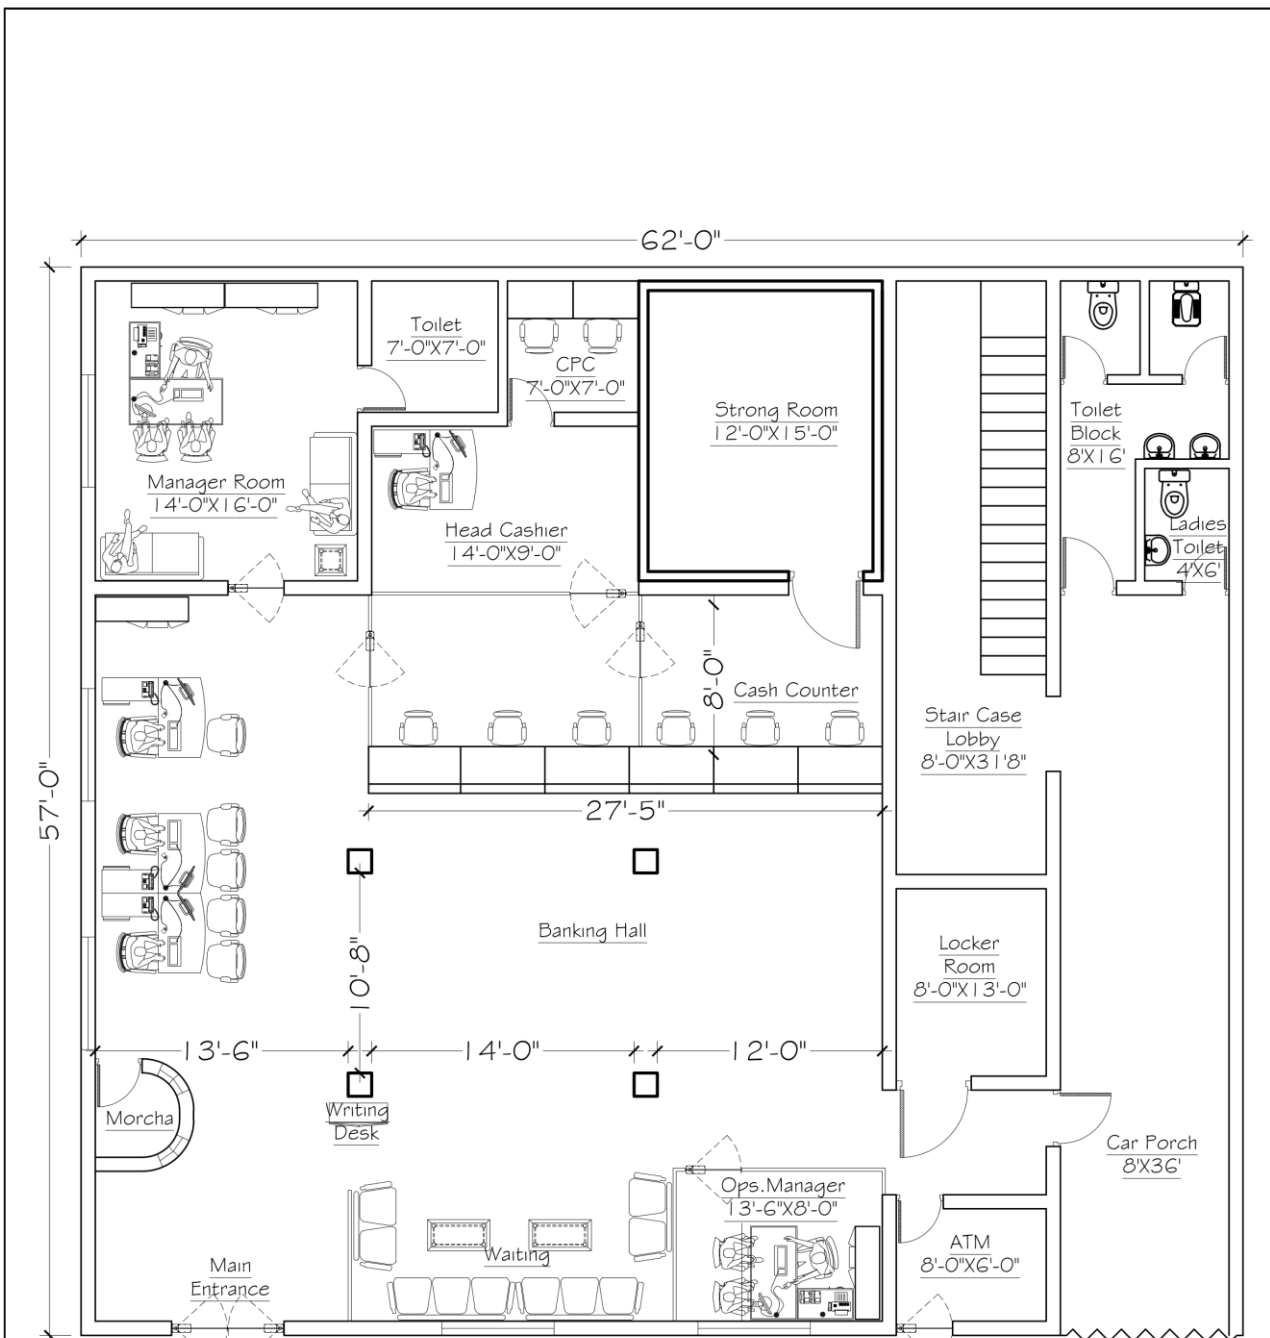 62'-0"
Toilet
7'-0"X7'-0"
CPC
7'-0"X7'-0"
Strong Room
12'-0"X15'-0"
Toilet
Block
8'X16'
Manager Room
14'-0"X16'-0"
Head Cashier
14'-0"X9'-0"
Ladies
Toilet
4'X6'
8'-0"
Cash Counter
Stair Case
Lobby
8'-0"X31'8"
57'-0"
27'-5"
Banking Hall
10'-8"
Locker
Room
8'-0"X13'-0"
13'-6"
14'-0"
12'-0"
Morcha
Writing
Desk
Car Porch
8'X36'
Ops.Manager
13'-6"X8'-0"
Waiting
ATM
8'-0"X6'-0"
Main
Entrance